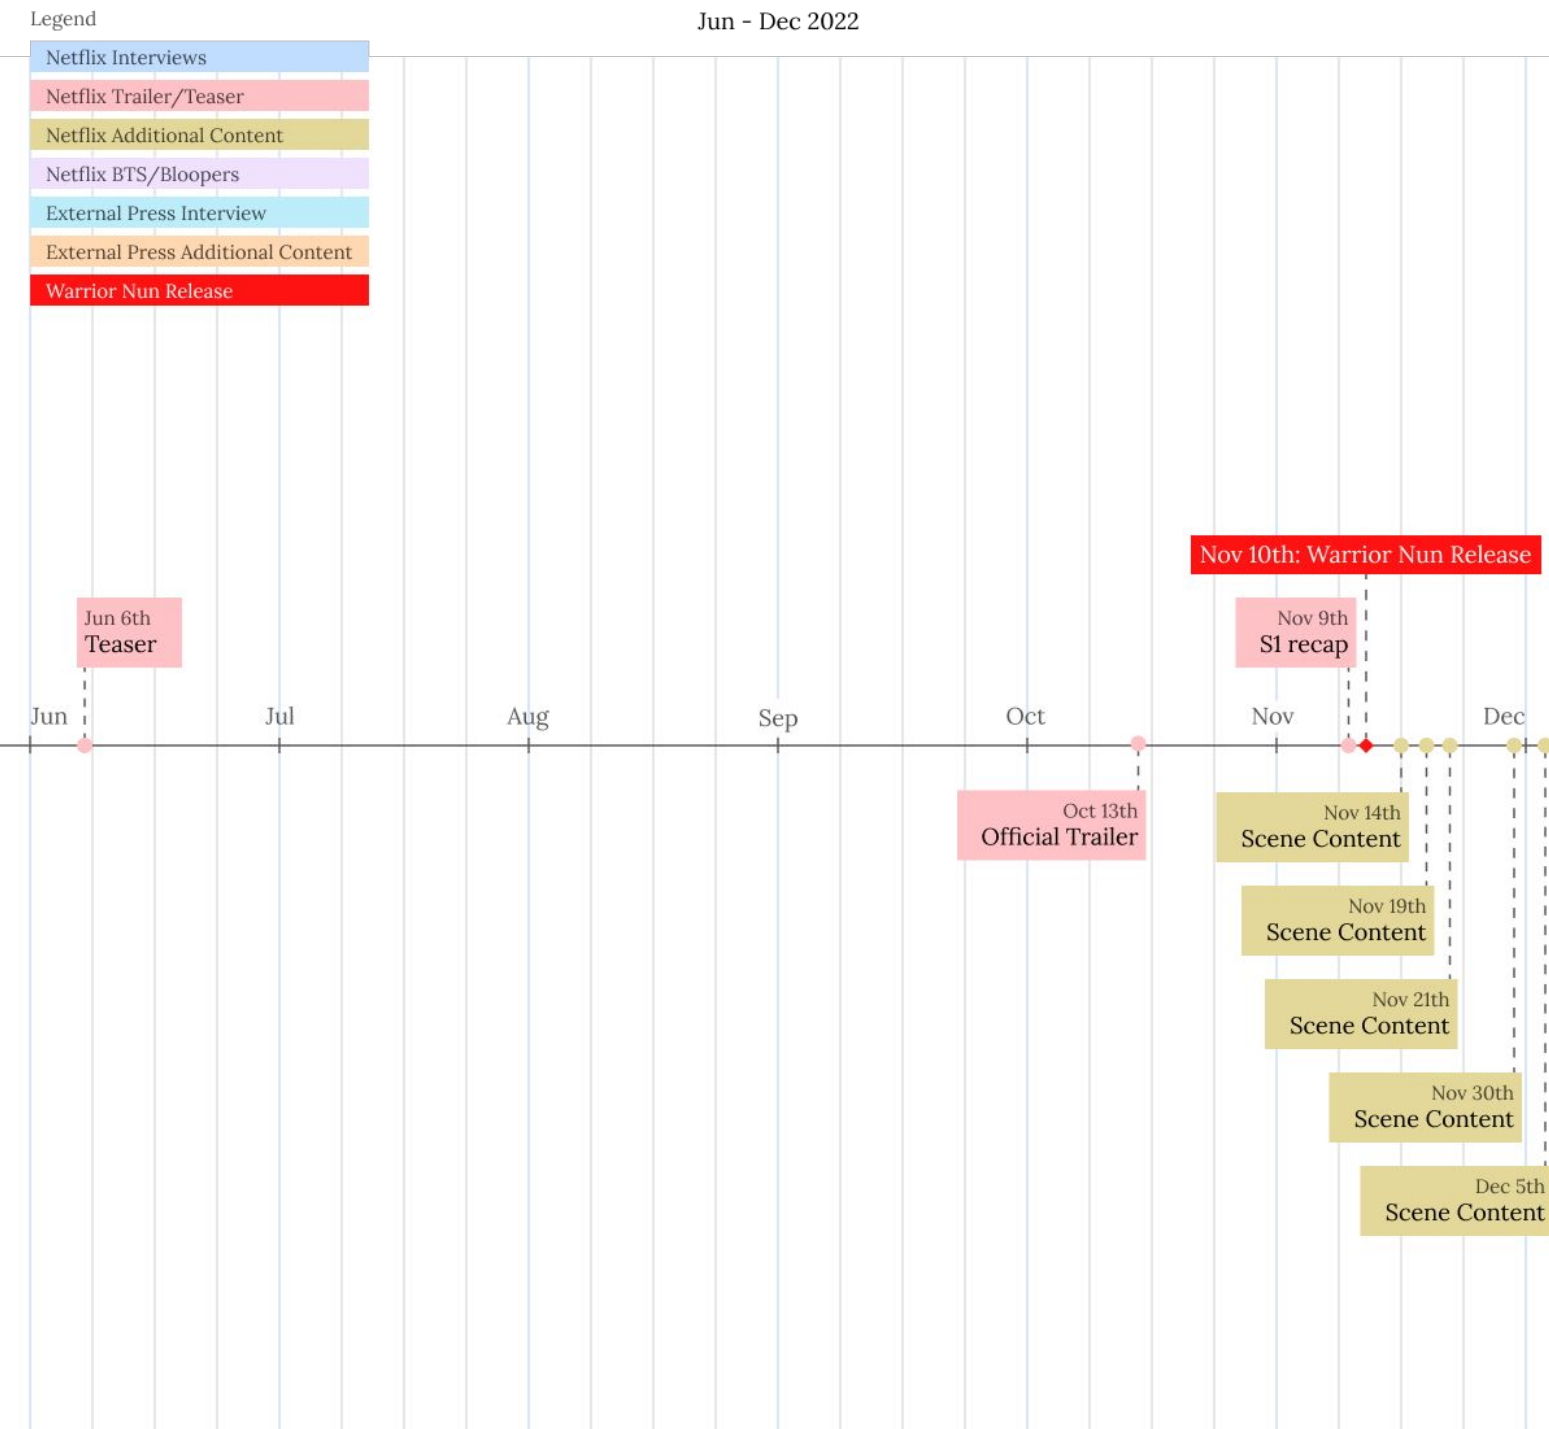 Legend
Jun - Dec 2022
Netflix Interviews
Netflix Trailer/Teaser
Netflix Additional Content
Netflix BTS/Bloopers
External Press Interview
External Press Additional Content
Warrior Nun Release
Nov 10th: Warrior Nun Release
Jun 6th
Teaser
Nov 9th
S1 recap
Jun
Jul
Aug
Sep
Oct
Nov
Dec
Oct 13th
Official Trailer
Nov 14th
Scene Content
Nov 19th
Scene Content
Nov 21th
Scene Content
Nov 30th
Scene Content
Dec 5th
Scene Content